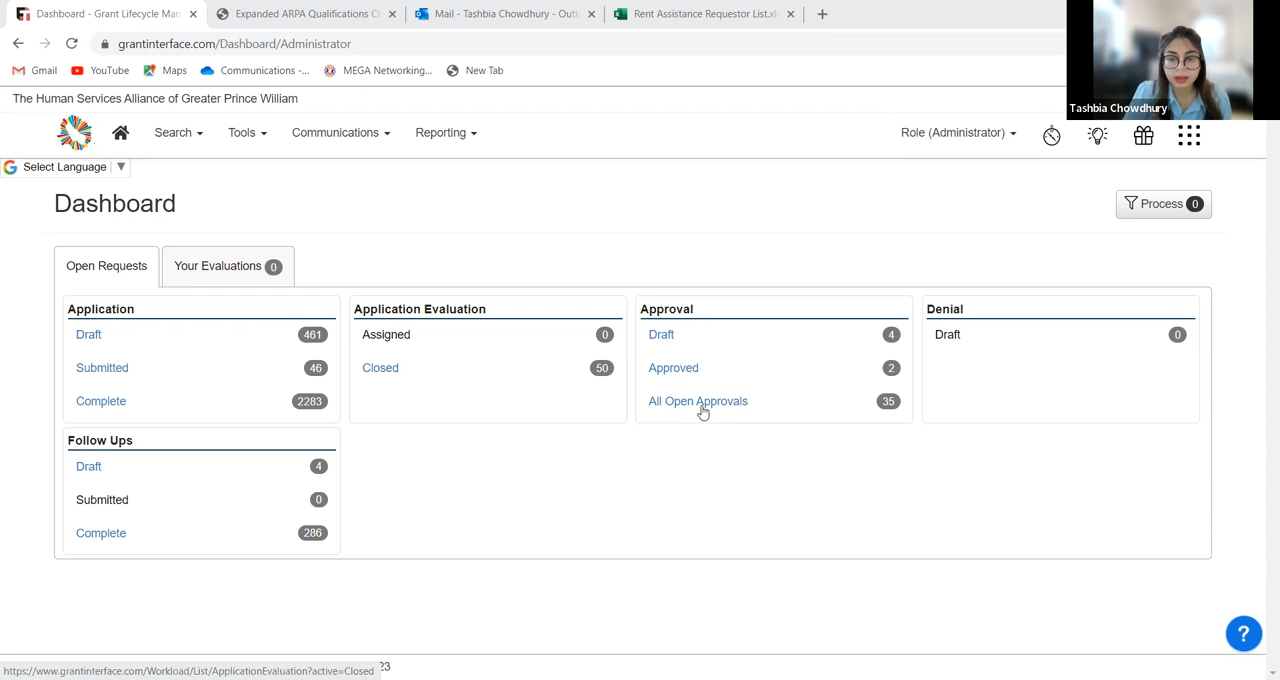 Dashboard - Grant Lifecycle Man
Expanded ARPA Qualifications C
Mail - Tashbia Chowdhury - Outl
Rent Assistance Requestor List.xl
grantinterface.com/Dashboard/Administrator
Gmail
YouTube
Maps
Communications -...
MEGA Networking...
New Tab
Tashbia Chowdhury
The Human Services Alliance of Greater Prince William
Search
Tools
Communications
Reporting
Role (Administrator)
Select Language
Dashboard
Process 0
Open Requests
Your Evaluations 0
Application
Draft 461
Submitted 46
Complete 2283
Application Evaluation
Assigned 0
Closed 50
Approval
Draft 4
Approved 2
All Open Approvals 35
Denial
Draft 0
Follow Ups
Draft 4
Submitted 0
Complete 286
?
https://www.grantinterface.com/Workload/List/ApplicationEvaluation?active=Closed
23